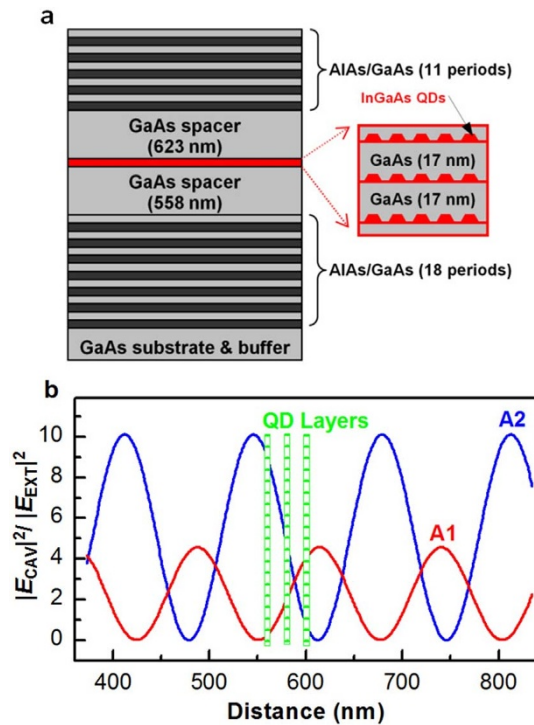 a
AlAs/GaAs (11 periods)
InGaAs QDs
GaAs spacer
(623 nm)
GaAs (17 nm)
GaAs spacer
(558 nm)
GaAs (17 nm)
AlAs/GaAs (18 periods)
GaAs substrate & buffer
b
QD Layers
A2
A1
|E_CAV|²/ |E_EXT|²
10
8
6
4
2
0
400 500 600 700 800
Distance (nm)